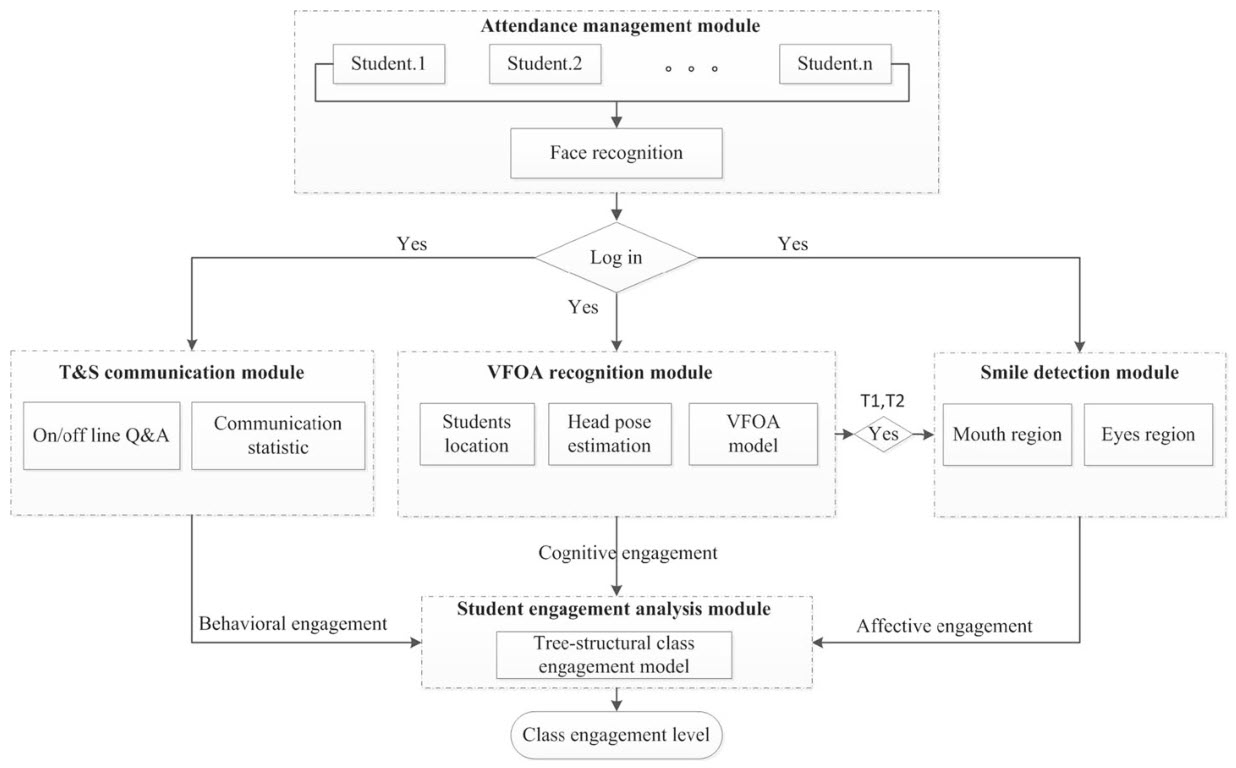 Attendance management module
Student.1
Student.2
Student.n
Face recognition
Log in
Yes
Yes
Yes
T&S communication module
On/off line Q&A
Communication
statistic
VFOA recognition module
Students
location
Head pose
estimation
VFOA
model
T1,T2
Yes
Smile detection module
Mouth region
Eyes region
Cognitive engagement
Behavioral engagement
Affective engagement
Student engagement analysis module
Tree-structural class
engagement model
Class engagement level